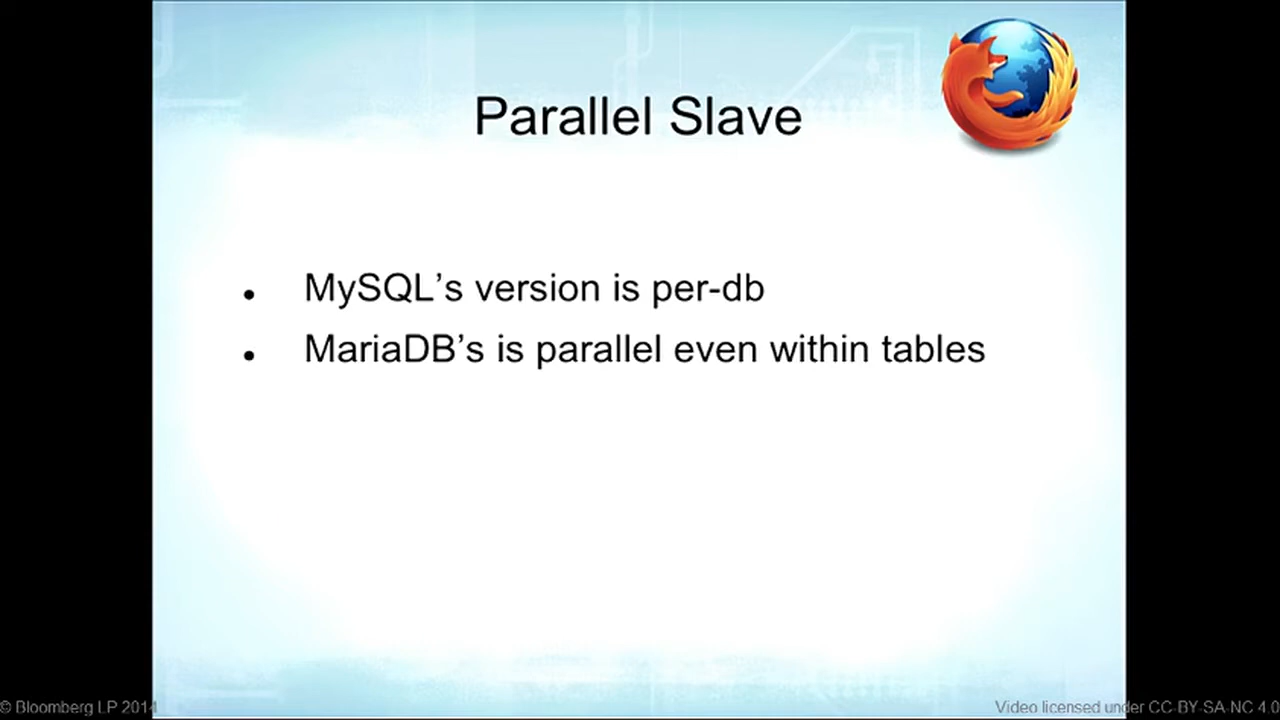 Parallel Slave
• MySQL’s version is per-db
• MariaDB’s is parallel even within tables
© Bloomberg LP 2014
Video licensed under CC-BY-SA-NC 4.0